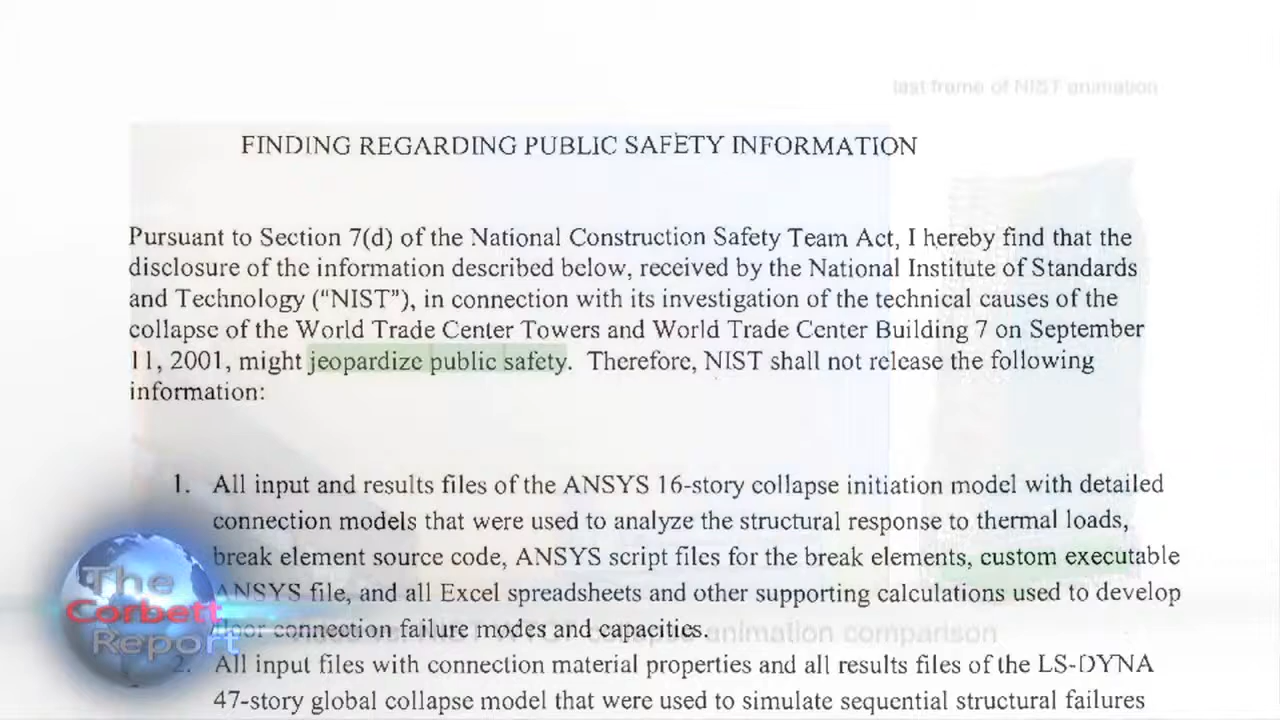 last frame of NIST animation
FINDING REGARDING PUBLIC SAFETY INFORMATION
Pursuant to Section 7(d) of the National Construction Safety Team Act, I hereby find that the
disclosure of the information described below, received by the National Institute of Standards
and Technology ("NIST"), in connection with its investigation of the technical causes of the
collapse of the World Trade Center Towers and World Trade Center Building 7 on September
11, 2001, might jeopardize public safety. Therefore, NIST shall not release the following
information:
1. All input and results files of the ANSYS 16-story collapse initiation model with detailed
connection models that were used to analyze the structural response to thermal loads,
break element source code, ANSYS script files for the break elements, custom executable
ANSYS file, and all Excel spreadsheets and other supporting calculations used to develop
floor connection failure modes and capacities.
animation comparison
2. All input files with connection material properties and all results files of the LS-DYNA
47-story global collapse model that were used to simulate sequential structural failures
The
Corbett
Report